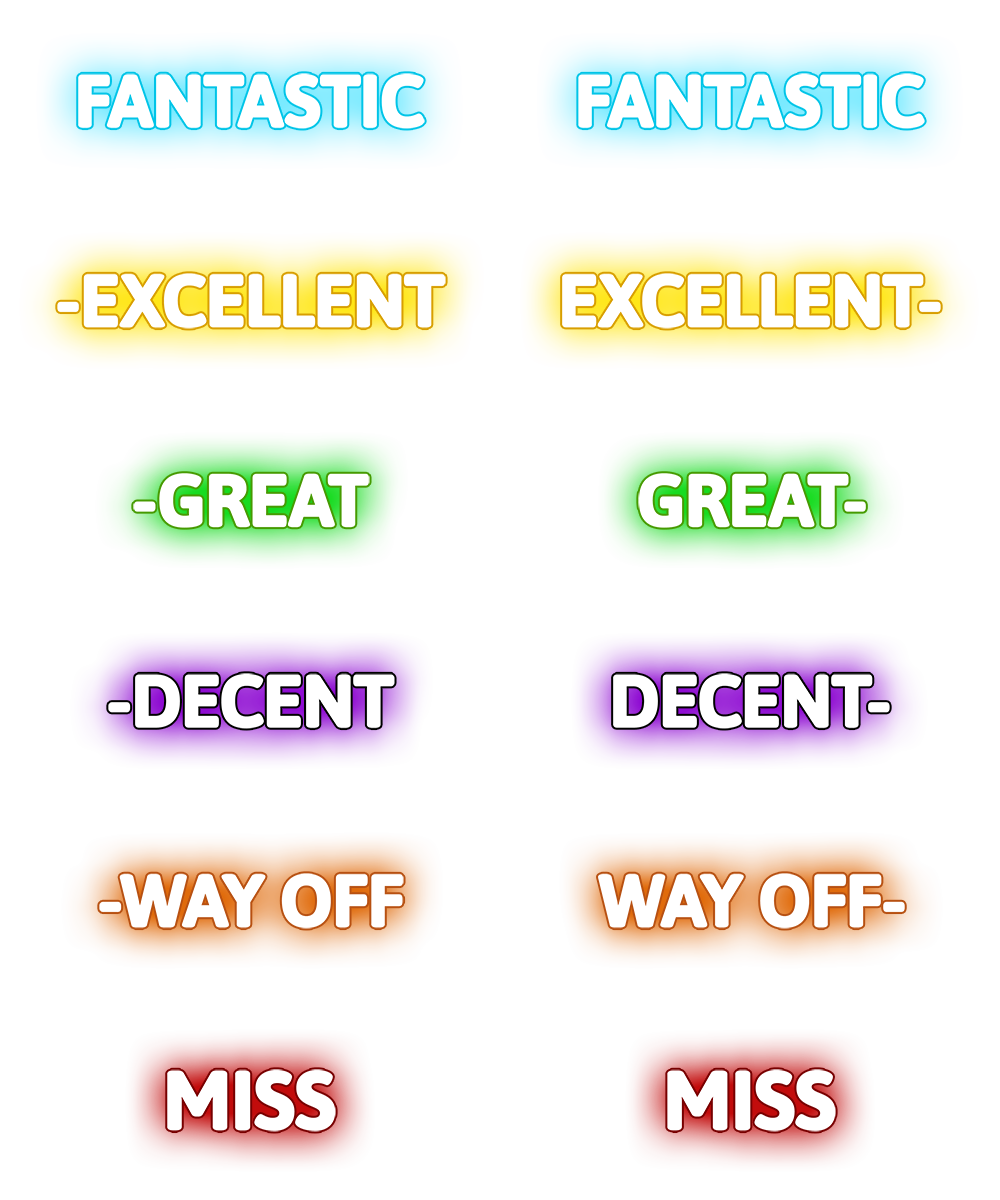 FANTASTIC FANTASTIC
-EXCELLENT EXCELLENT-
-GREAT GREAT-
-DECENT DECENT-
-WAY OFF WAY OFF-
MISS MISS